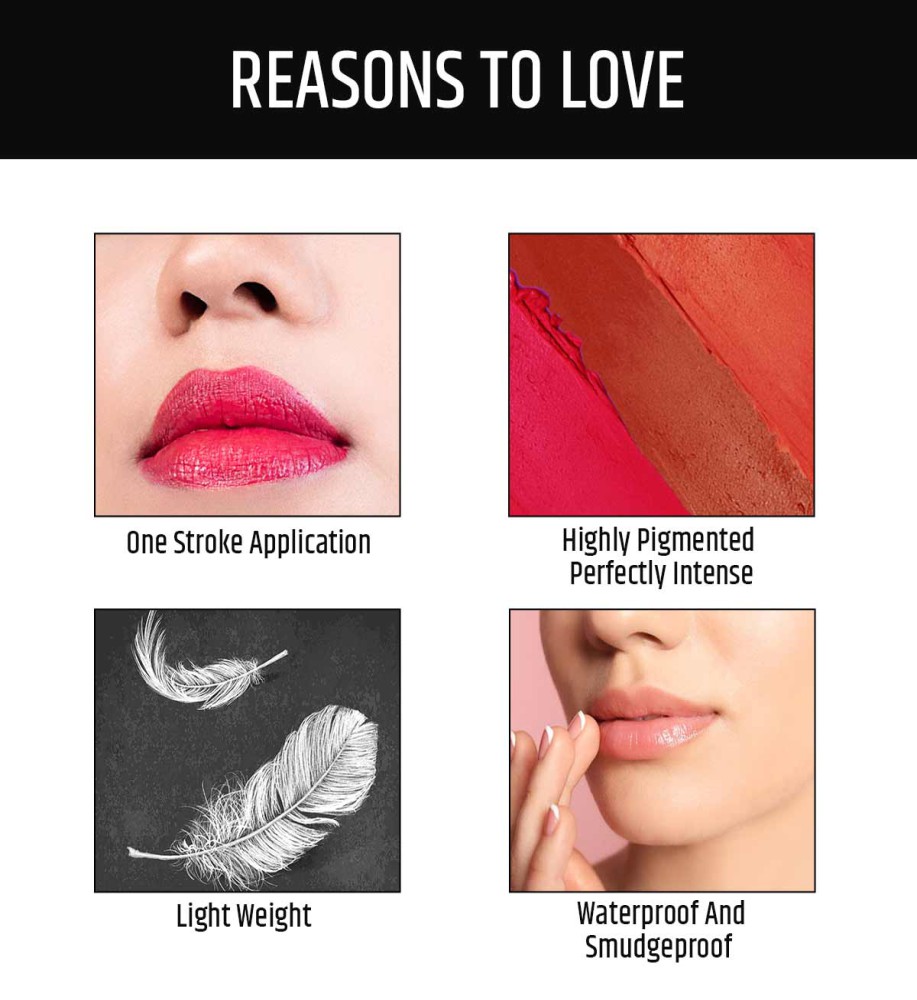 REASONS TO LOVE
One Stroke Application
Highly Pigmented
Perfectly Intense
Light Weight
Waterproof And
Smudgeproof